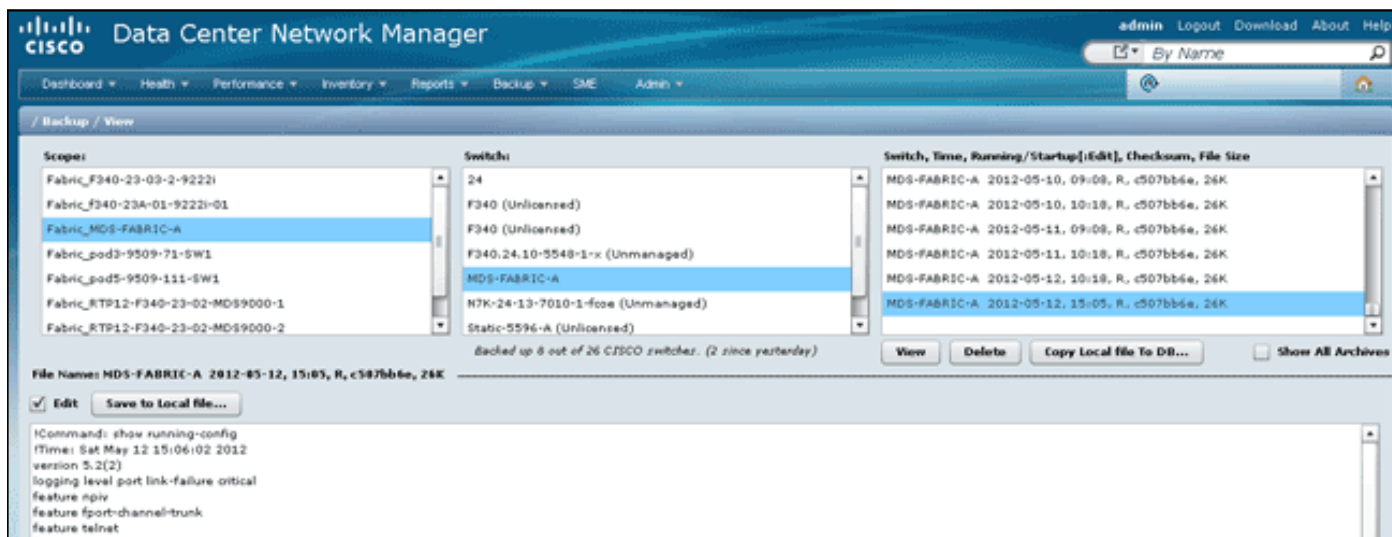 CISCO
Data Center Network Manager
admin Logout Download About Help
By Name
Dashboard Health Performance Inventory Reports Backup SME Admin
/ Backup / View
Scope:
Fabric_F340-23-03-2-9222i
Fabric_f340-23A-01-9222i-01
Fabric_MDS-FABRIC-A
Fabric_pod3-9509-71-SW1
Fabric_pod5-9509-111-SW1
Fabric_RTP12-F340-23-02-MDS9000-1
Fabric_RTP12-F340-23-02-MDS9000-2
Switch:
24
F340 (Unlicensed)
F340 (Unlicensed)
F340.24.10-5548-1-x (Unmanaged)
MDS-FABRIC-A
N7K-24-13-7010-1-fcoe (Unmanaged)
Static-5596-A (Unlicensed)
Backed up 8 out of 26 CISCO switches. (2 since yesterday)
Switch, Time, Running/Startup[:Edit], Checksum, File Size
MDS-FABRIC-A 2012-05-10, 09:08, R, c507bb6e, 26K
MDS-FABRIC-A 2012-05-10, 10:18, R, c507bb6e, 26K
MDS-FABRIC-A 2012-05-11, 09:08, R, c507bb6e, 26K
MDS-FABRIC-A 2012-05-11, 10:18, R, c507bb6e, 26K
MDS-FABRIC-A 2012-05-12, 10:18, R, c507bb6e, 26K
MDS-FABRIC-A 2012-05-12, 15:05, R, c507bb6e, 26K
View Delete Copy Local file To DB... Show All Archives
File Name: MDS-FABRIC-A 2012-05-12, 15:05, R, c507bb6e, 26K
Edit Save to Local file...
!Command: show running-config
!Time: Sat May 12 15:06:02 2012
version 5.2(2)
logging level port link-failure critical
feature npiv
feature fport-channel-trunk
feature telnet